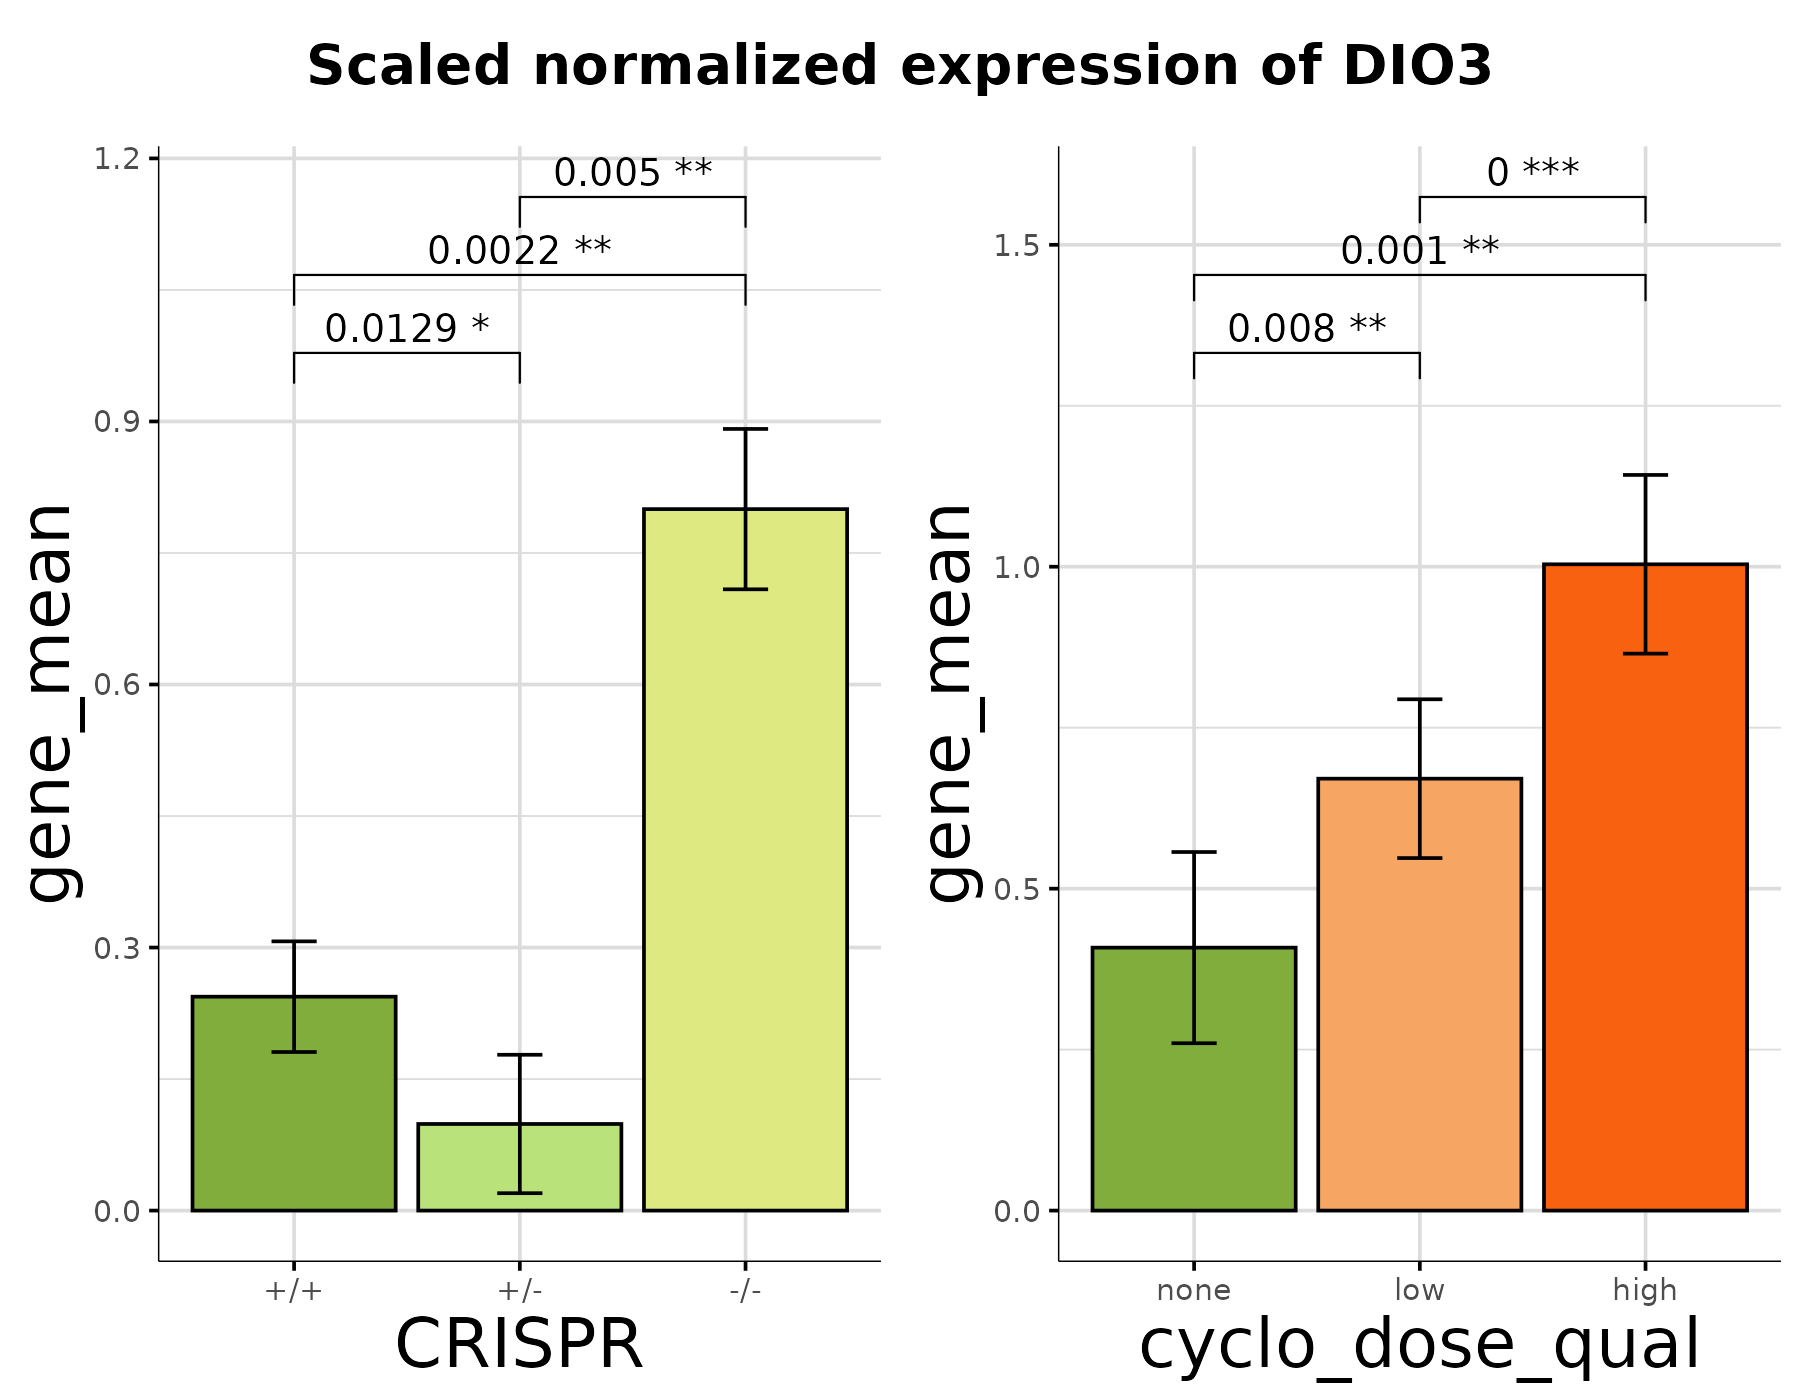 Scaled normalized expression of DIO3
gene_mean
1.2
0.9
0.6
0.3
0.0
0.005 **
0.0022 **
0.0129 *
+/+
+/-
-/-
CRISPR
gene_mean
1.5
1.0
0.5
0.0
0 ***
0.001 **
0.008 **
none
low
high
cyclo_dose_qual